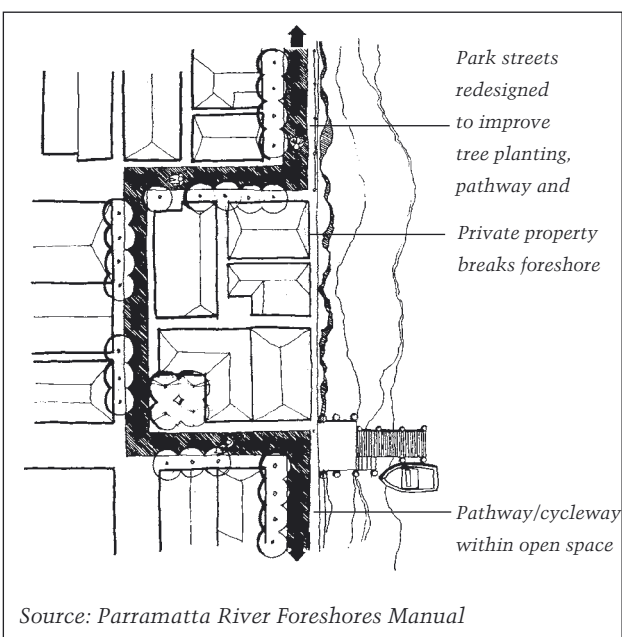 Park streets
redesigned
to improve
tree planting,
pathway and
Private property
breaks foreshore
Pathway/cycleway
within open space
Source: Parramatta River Foreshores Manual